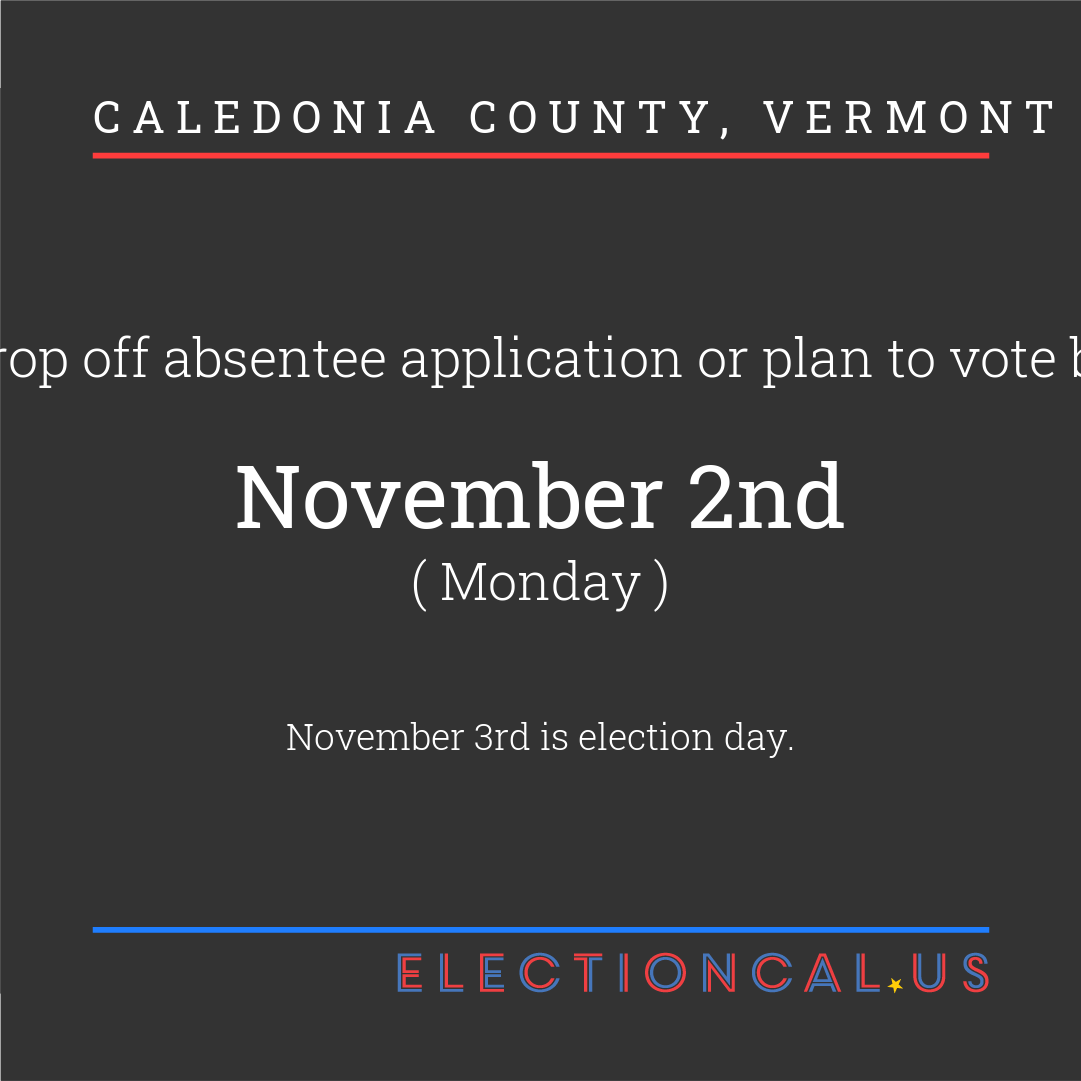 CALEDONIA COUNTY, VERMONT
rop off absentee application or plan to vote b
November 2nd
( Monday )
November 3rd is election day.
ELECTIONCAL.US